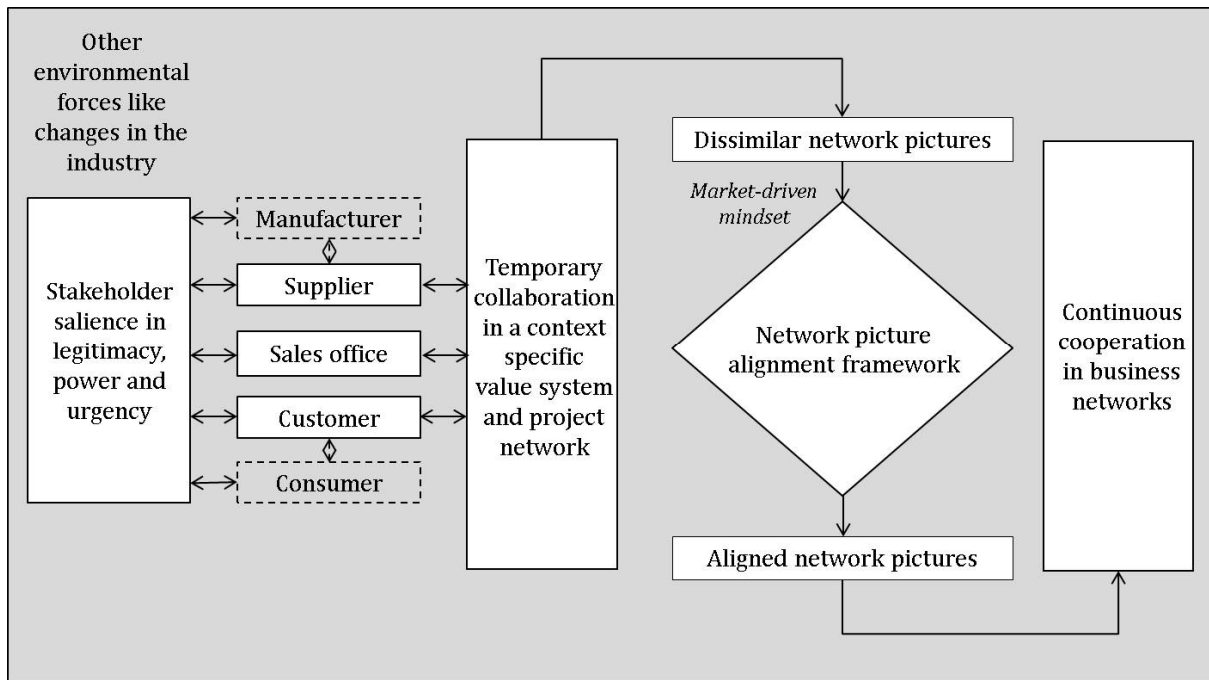 Other
environmental
forces like
changes in the
industry
Stakeholder
salience in
legitimacy,
power and
urgency
Manufacturer
Supplier
Sales office
Customer
Consumer
Temporary
collaboration
in a context
specific
value system
and project
network
Dissimilar network pictures
Market-driven
mindset
Network picture
alignment framework
Aligned network pictures
Continuous
cooperation
in business
networks